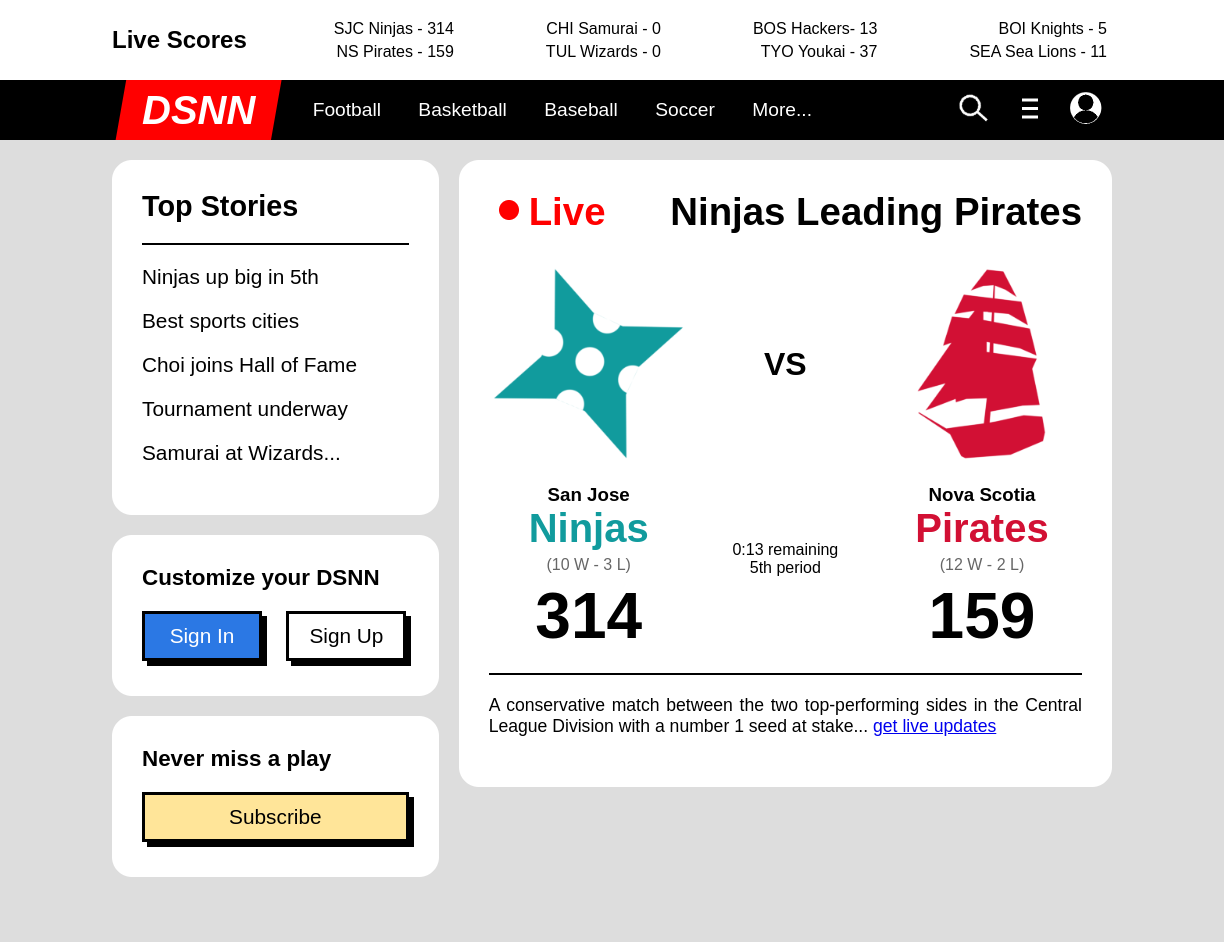 Live Scores
SJC Ninjas - 314
NS Pirates - 159
CHI Samurai - 0
TUL Wizards - 0
BOS Hackers- 13
TYO Youkai - 37
BOI Knights - 5
SEA Sea Lions - 11
DSNN
Football
Basketball
Baseball
Soccer
More...
Top Stories
Ninjas up big in 5th
Best sports cities
Choi joins Hall of Fame
Tournament underway
Samurai at Wizards...
Customize your DSNN
Sign In
Sign Up
Never miss a play
Subscribe
Live
Ninjas Leading Pirates
VS
San Jose
Ninjas
(10 W - 3 L)
314
0:13 remaining
5th period
Nova Scotia
Pirates
(12 W - 2 L)
159
A conservative match between the two top-performing sides in the Central
League Division with a number 1 seed at stake... get live updates